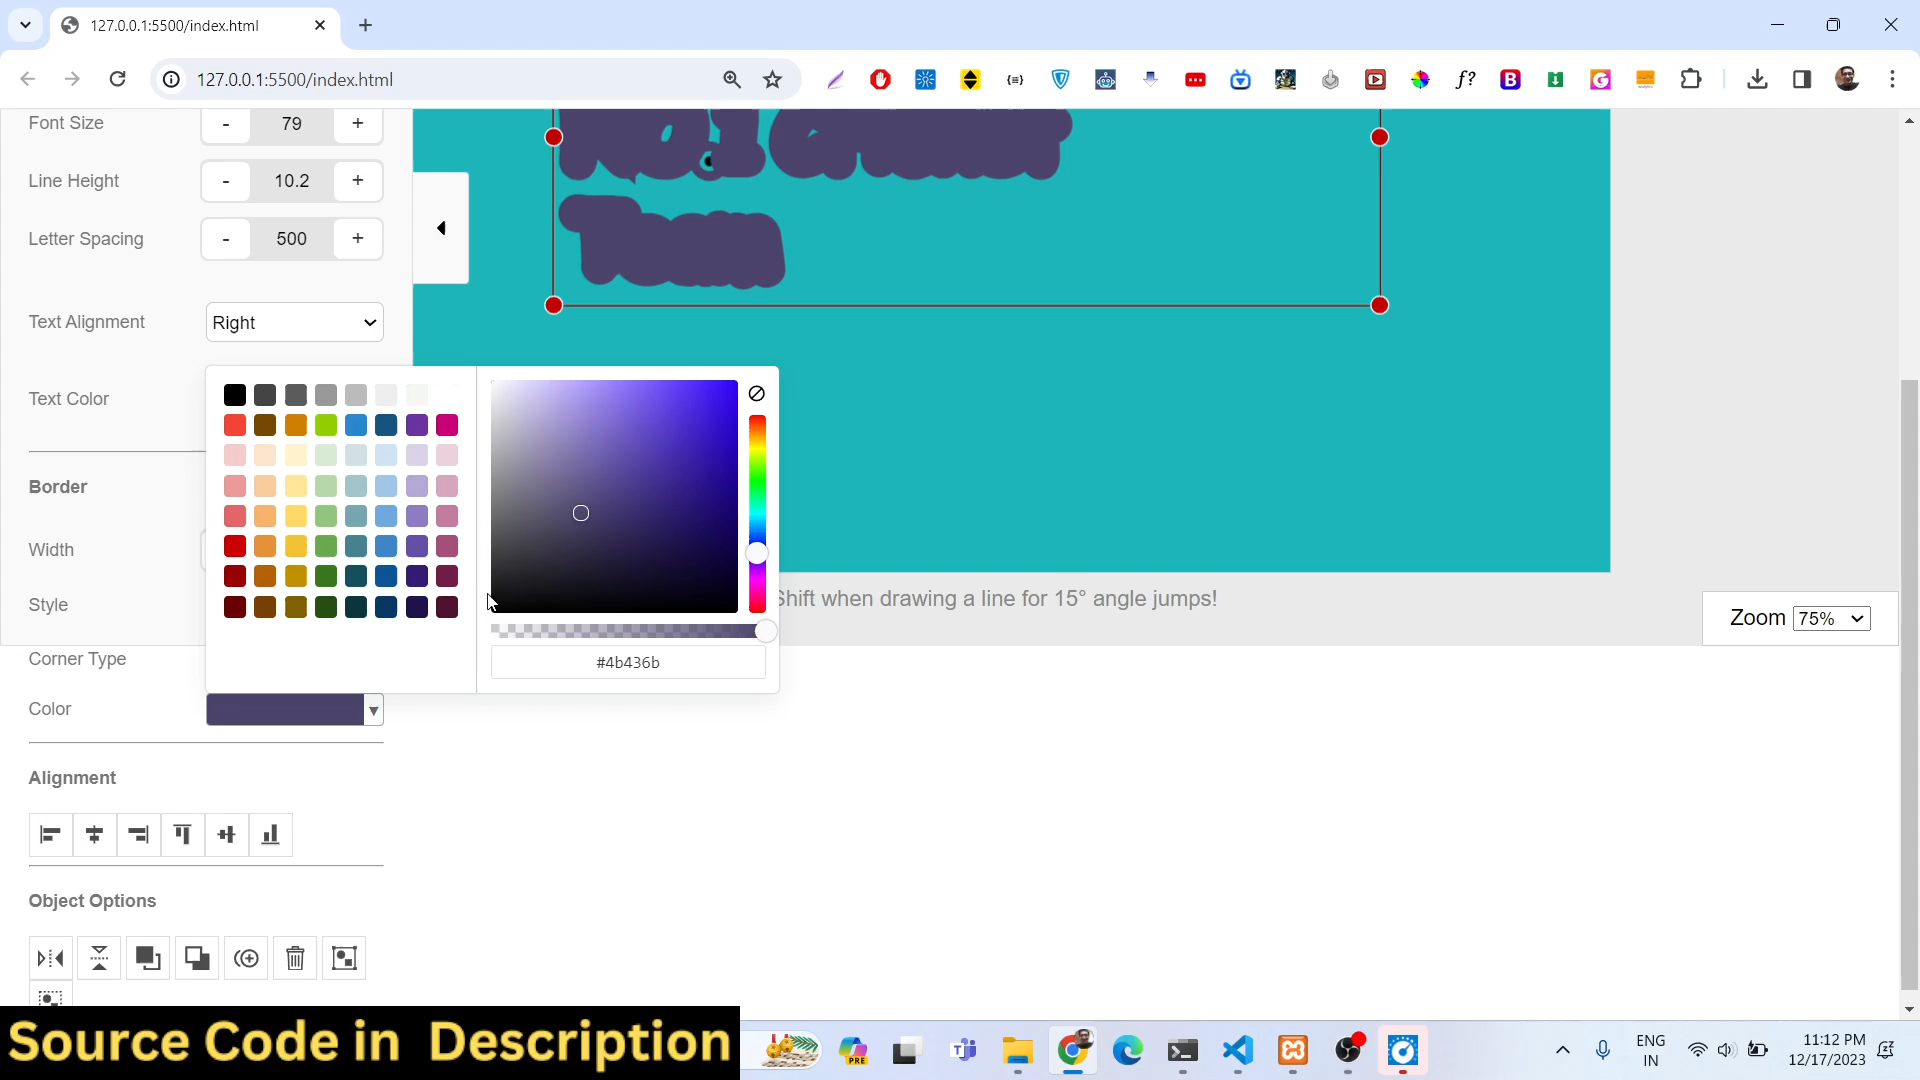 127.0.0.1:5500/index.html
127.0.0.1:5500/index.html
Font Size - 79 +
Line Height - 10.2 +
Letter Spacing - 500 +
Text Alignment Right
Text Color
Border
Width
Style
Corner Type
Color
#4b436b
Shift when drawing a line for 15° angle jumps!
Zoom 75%
Alignment
Object Options
Source Code in Description
PRE
ENG
IN
11:12 PM
12/17/2023